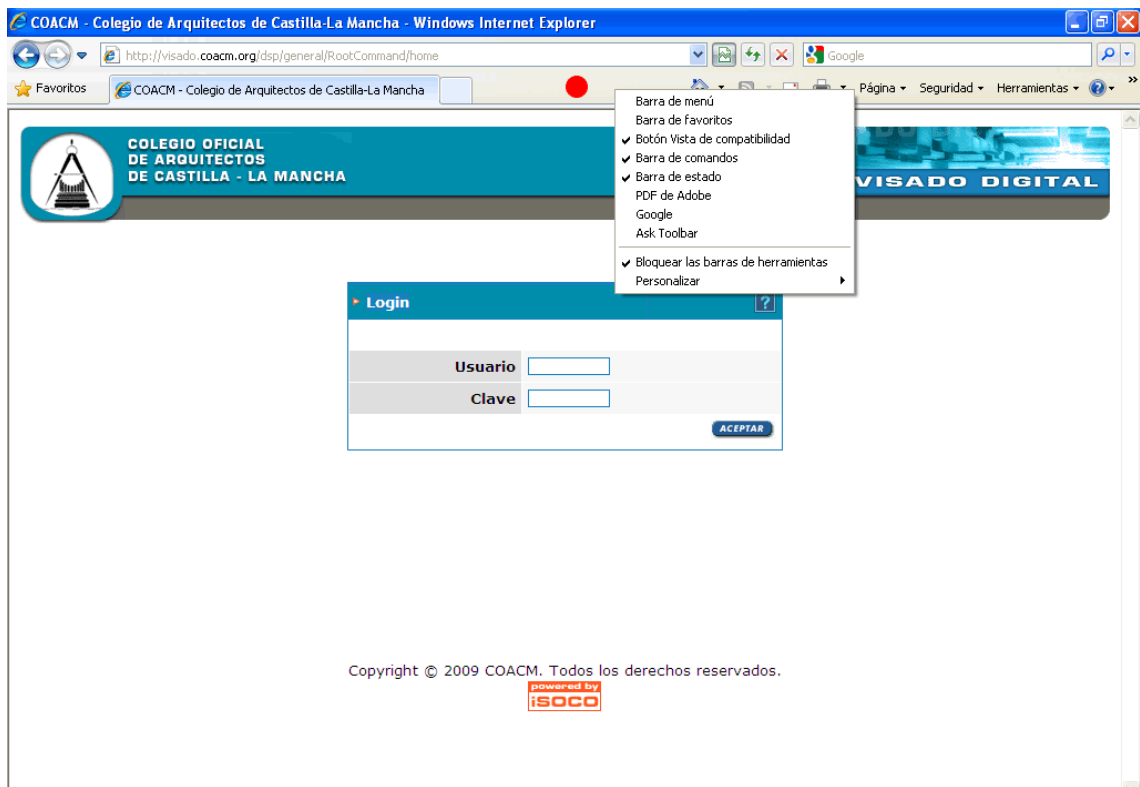 COACM - Colegio de Arquitectos de Castilla-La Mancha - Windows Internet Explorer
http://visado.coacm.org/dsp/general/RootCommand/home
Google
Favoritos
COACM - Colegio de Arquitectos de Castilla-La Mancha
Página
Seguridad
Herramientas
Barra de menú
Barra de favoritos
Botón Vista de compatibilidad
Barra de comandos
Barra de estado
PDF de Adobe
Google
Ask Toolbar
Bloquear las barras de herramientas
Personalizar
COLEGIO OFICIAL
DE ARQUITECTOS
DE CASTILLA - LA MANCHA
VISADO DIGITAL
Login
?
Usuario
Clave
ACEPTAR
Copyright © 2009 COACM. Todos los derechos reservados.
powered by
iSOCO